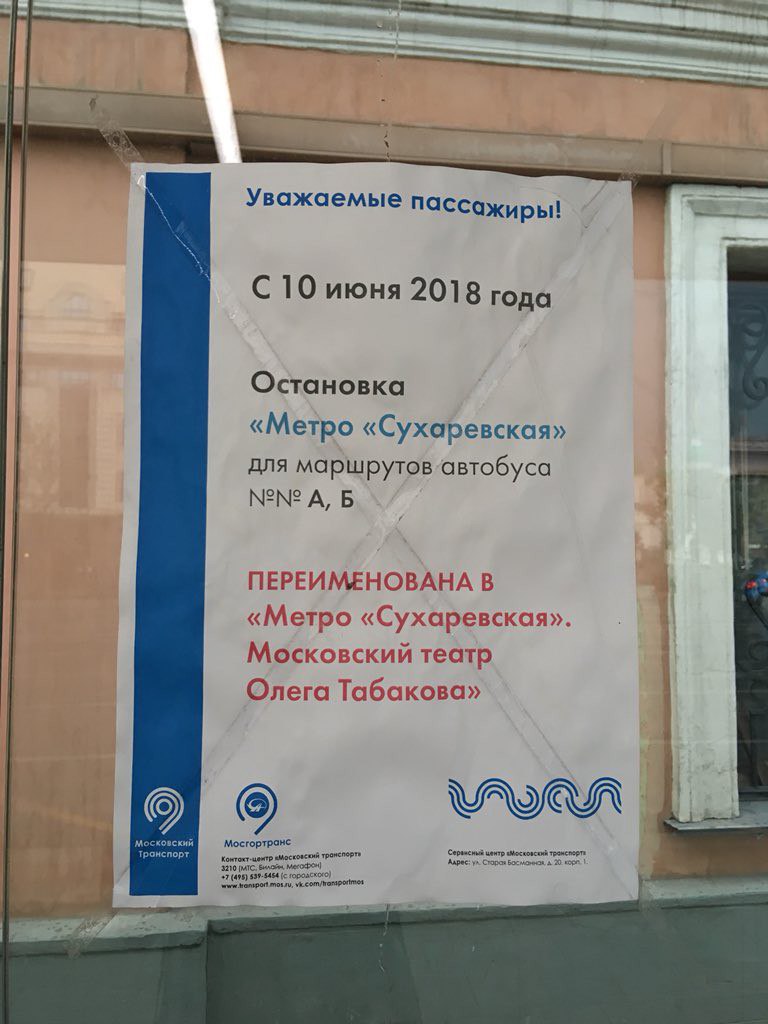 Уважаемые пассажиры!
С 10 июня 2018 года
Остановка
«Метро «Сухаревская»
для маршрутов автобуса
№№ А, Б
ПЕРЕИМЕНОВАНА В
«Метро «Сухаревская».
Московский театр
Олега Табакова»
Московский
Транспорт
Мосгортранс
Контакт-центр «Московский транспорт»
3210 (МТС, Билайн, Мегафон)
+7 (495) 539-5454 (с городского)
www.transport.mos.ru, vk.com/transportmos
Сервисный центр «Московский транспорт»
Адрес: ул. Старая Басманная, д. 20, корп. 1.